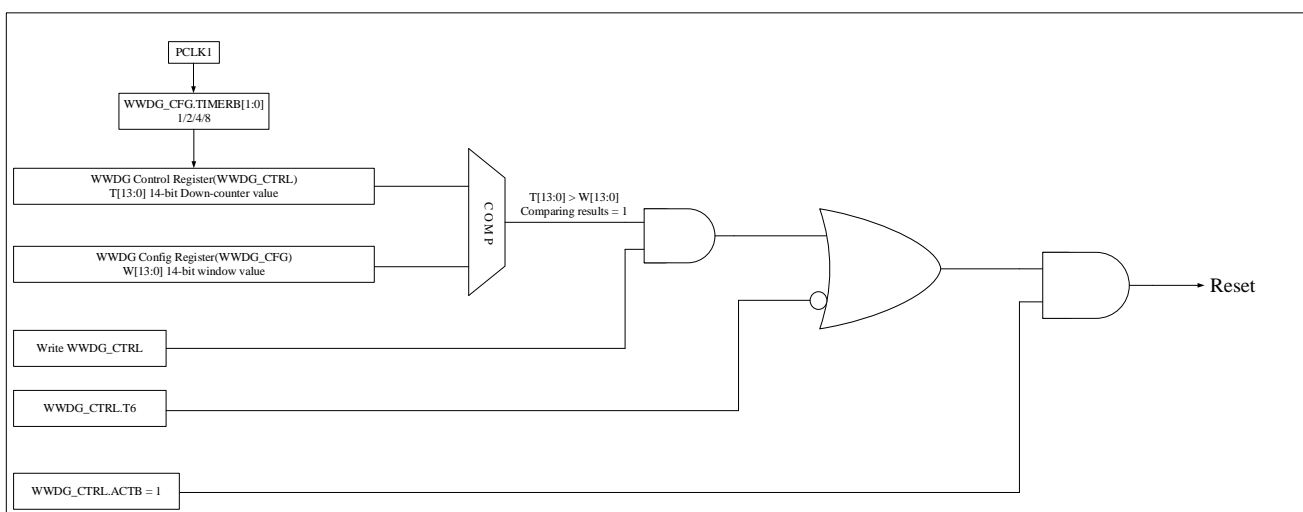 PCLK1
WWDG_CFG.TIMERB[1:0]
1/2/4/8
WWDG Control Register(WWDG_CTRL)
T[13:0] 14-bit Down-counter value
COMP
T[13:0] > W[13:0]
Comparing results = 1
WWDG Config Register(WWDG_CFG)
W[13:0] 14-bit window value
Reset
Write WWDG_CTRL
WWDG_CTRL.T6
WWDG_CTRL.ACTB = 1